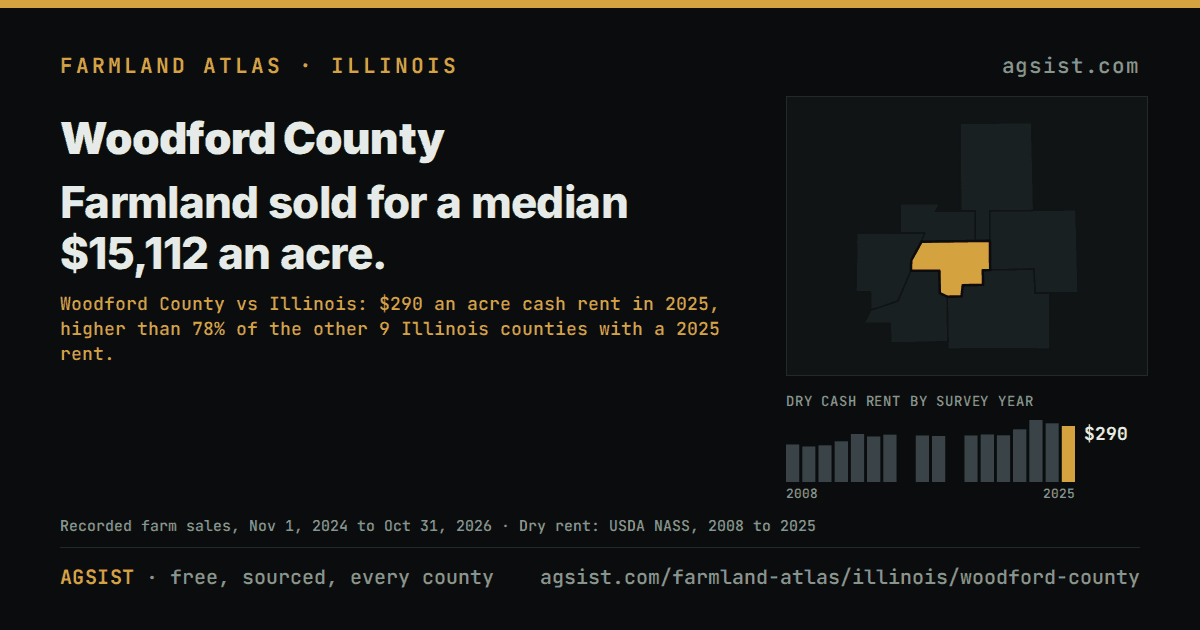 FARMLAND ATLAS · ILLINOIS
agsist.com
Woodford County
Farmland sold for a median
$15,112 an acre.
Woodford County vs Illinois: $290 an acre cash rent in 2025,
higher than 78% of the other 9 Illinois counties with a 2025
rent.
DRY CASH RENT BY SURVEY YEAR
$290
2008
2025
Recorded farm sales, Nov 1, 2024 to Oct 31, 2026 · Dry rent: USDA NASS, 2008 to 2025
AGSIST · free, sourced, every county
agsist.com/farmland-atlas/illinois/woodford-county